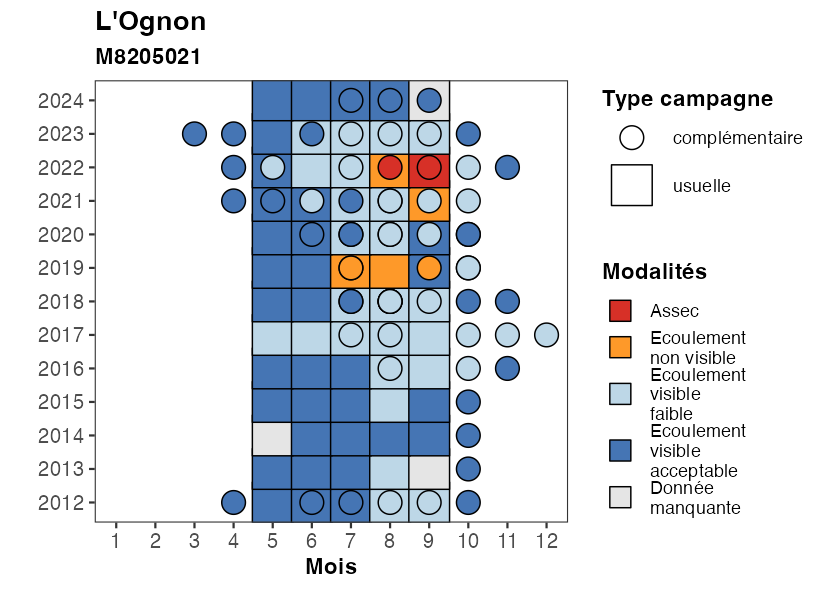 L'Ognon
M8205021
2024
2023
2022
2021
2020
2019
2018
2017
2016
2015
2014
2013
2012
1 2 3 4 5 6 7 8 9 10 11 12
Mois
Type campagne
complémentaire
usuelle
Modalités
Assec
Ecoulement
non visible
Ecoulement
visible
faible
Ecoulement
visible
acceptable
Donnée
manquante